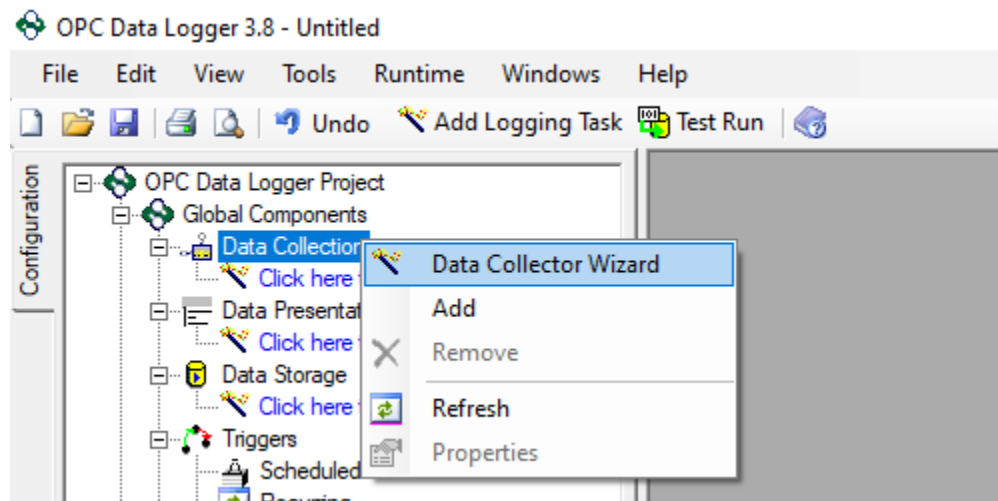 OPC Data Logger 3.8 - Untitled
File Edit View Tools Runtime Windows Help
Undo Add Logging Task Test Run
Configuration
OPC Data Logger Project
Global Components
Data Collection
Click here
Data Presentat
Click here
Data Storage
Click here
Triggers
Scheduled
Recurring
Data Collector Wizard
Add
Remove
Refresh
Properties